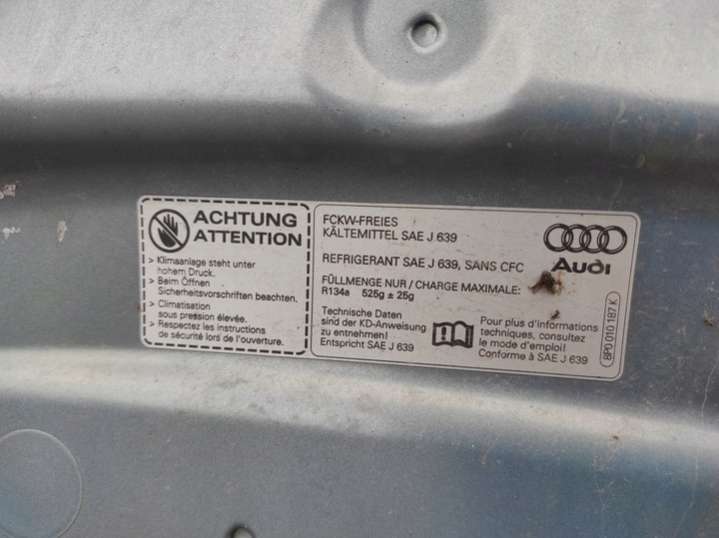 ACHTUNG
ATTENTION
> Klimaanlage steht unter
hohem Druck.
> Beim Öffnen
Sicherheitsvorschriften beachten.
> Climatisation
sous pression élevée.
> Respectez les instructions
de sécurité lors de l'ouverture.
FCKW-FREIES
KÄLTEMITTEL SAE J 639
REFRIGERANT SAE J 639, SANS CFC
FÜLLMENGE NUR / CHARGE MAXIMALE:
R134a 525g ± 25g
Technische Daten
sind der KD-Anweisung
zu entnehmen!
Entspricht SAE J 639
Pour plus d'informations
techniques, consultez
le mode d'emploi!
Conforme à SAE J 639
Audi
8P0 010 187 K